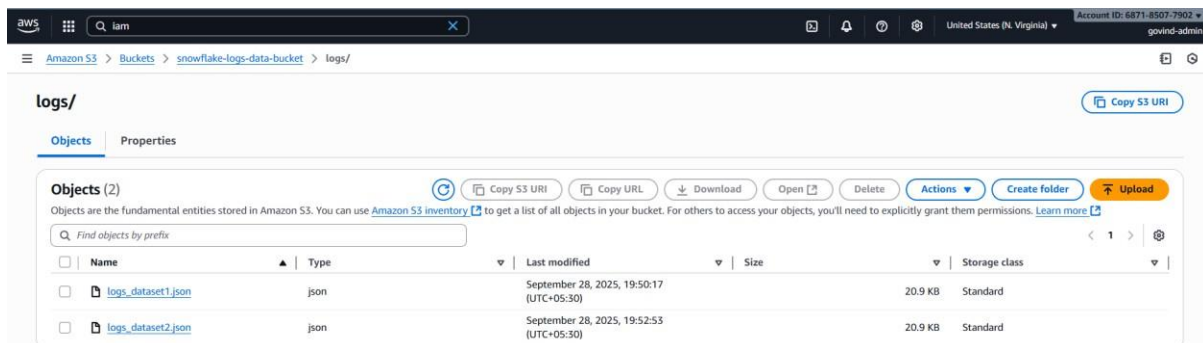 aws
iam
United States (N. Virginia)
Account ID: 6871-8507-7902
govind-admin
Amazon S3 > Buckets > snowflake-logs-data-bucket > logs/
logs/
Copy S3 URI
Objects
Properties
Objects (2)
Copy S3 URI
Copy URL
Download
Open
Delete
Actions
Create folder
Upload
Objects are the fundamental entities stored in Amazon S3. You can use Amazon S3 inventory to get a list of all objects in your bucket. For others to access your objects, you'll need to explicitly grant them permissions. Learn more
Find objects by prefix
1
Name
Type
Last modified
Size
Storage class
logs_dataset1.json
json
September 28, 2025, 19:50:17
(UTC+05:30)
20.9 KB
Standard
logs_dataset2.json
json
September 28, 2025, 19:52:53
(UTC+05:30)
20.9 KB
Standard